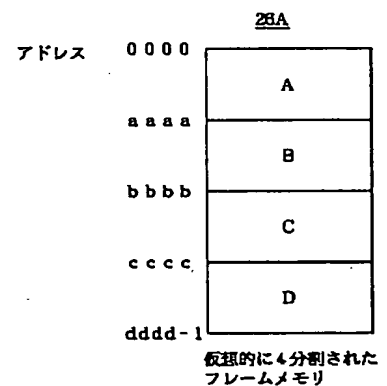 26A
アドレス
0000
A
aaaa
B
bbbb
C
cccc
D
dddd-1
仮想的に4分割された
フレームメモリ